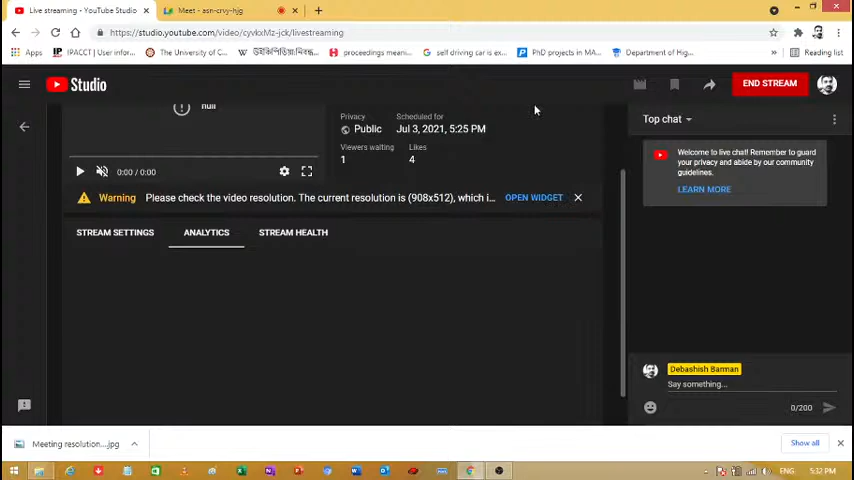 Live streaming - YouTube Studio
Meet - asn-crvy-hjg
https://studio.youtube.com/video/cyvkxMz-jck/livestreaming
Apps
IPACCT | User infor...
The University of C...
উইকিপিডিয়া:নিবন্ধ...
proceedings meani...
self driving car is ex...
PhD projects in MA...
Department of Hig...
Reading list
Studio
END STREAM
null
Privacy
Scheduled for
Public
Jul 3, 2021, 5:25 PM
Viewers waiting
Likes
1
4
0:00 / 0:00
Warning
Please check the video resolution. The current resolution is (908x512), which i...
OPEN WIDGET
STREAM SETTINGS
ANALYTICS
STREAM HEALTH
Top chat
Welcome to live chat! Remember to guard
your privacy and abide by our community
guidelines.
LEARN MORE
Debashish Barman
Say something...
0/200
Meeting resolution....jpg
Show all
ENG
5:32 PM